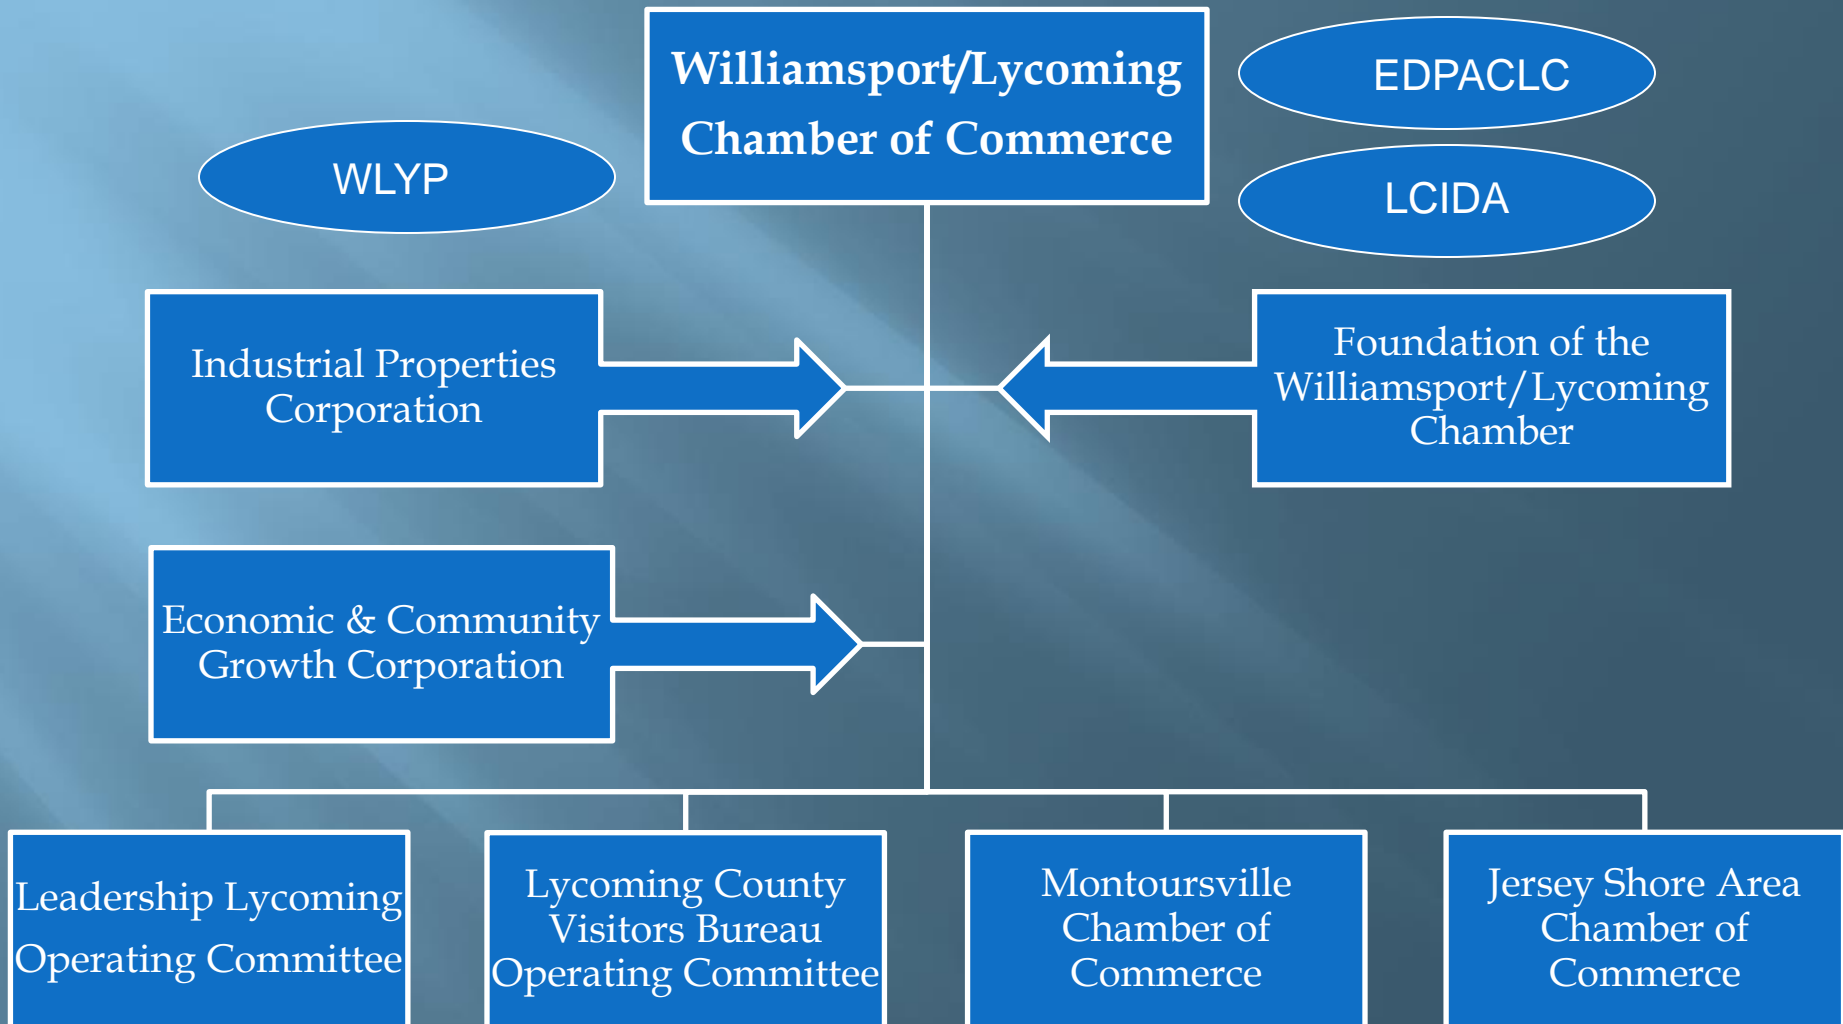 Williamsport/Lycoming
Chamber of Commerce
EDPACLC
WLYP
LCIDA
Industrial Properties
Corporation
Foundation of the
Williamsport/Lycoming
Chamber
Economic & Community
Growth Corporation
Leadership Lycoming
Operating Committee
Lycoming County
Visitors Bureau
Operating Committee
Montoursville
Chamber of
Commerce
Jersey Shore Area
Chamber of
Commerce